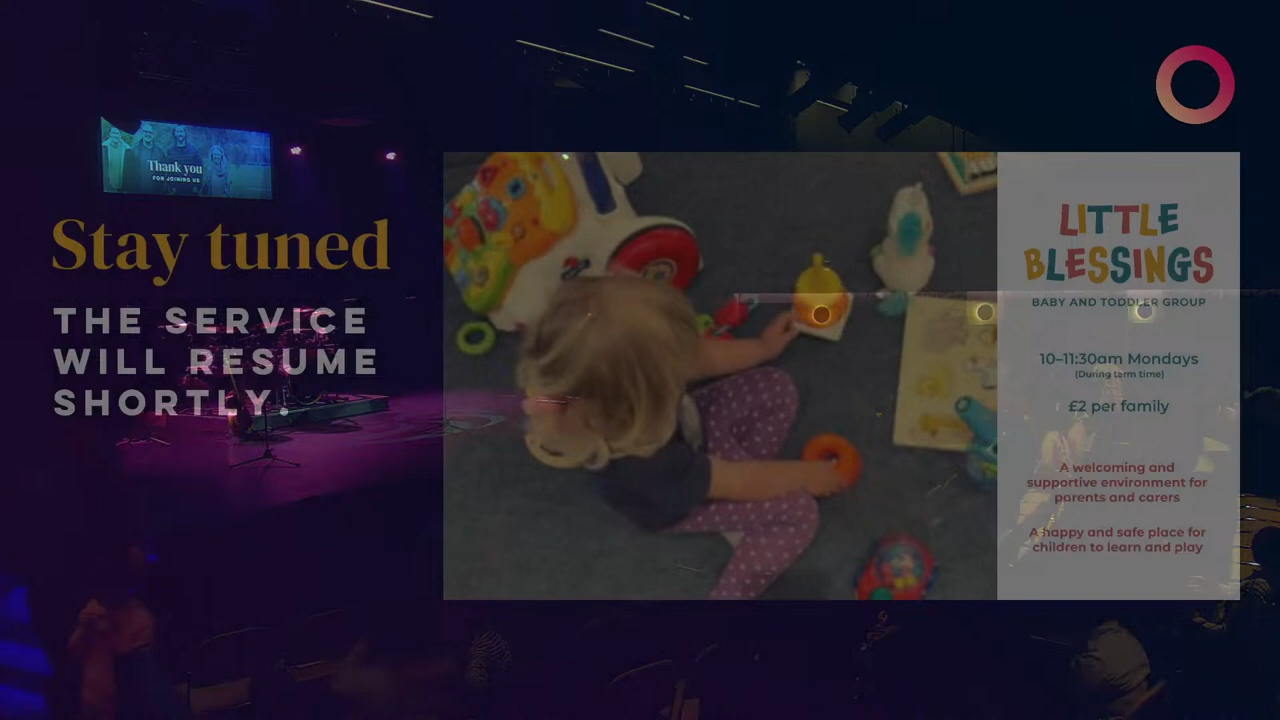 Thank you
FOR JOINING US
Stay tuned
THE SERVICE
WILL RESUME
SHORTLY.
LITTLE
BLESSINGS
BABY AND TODDLER GROUP
10–11:30am Mondays
(During term time)
£2 per family
A welcoming and
supportive environment for
parents and carers
A happy and safe place for
children to learn and play